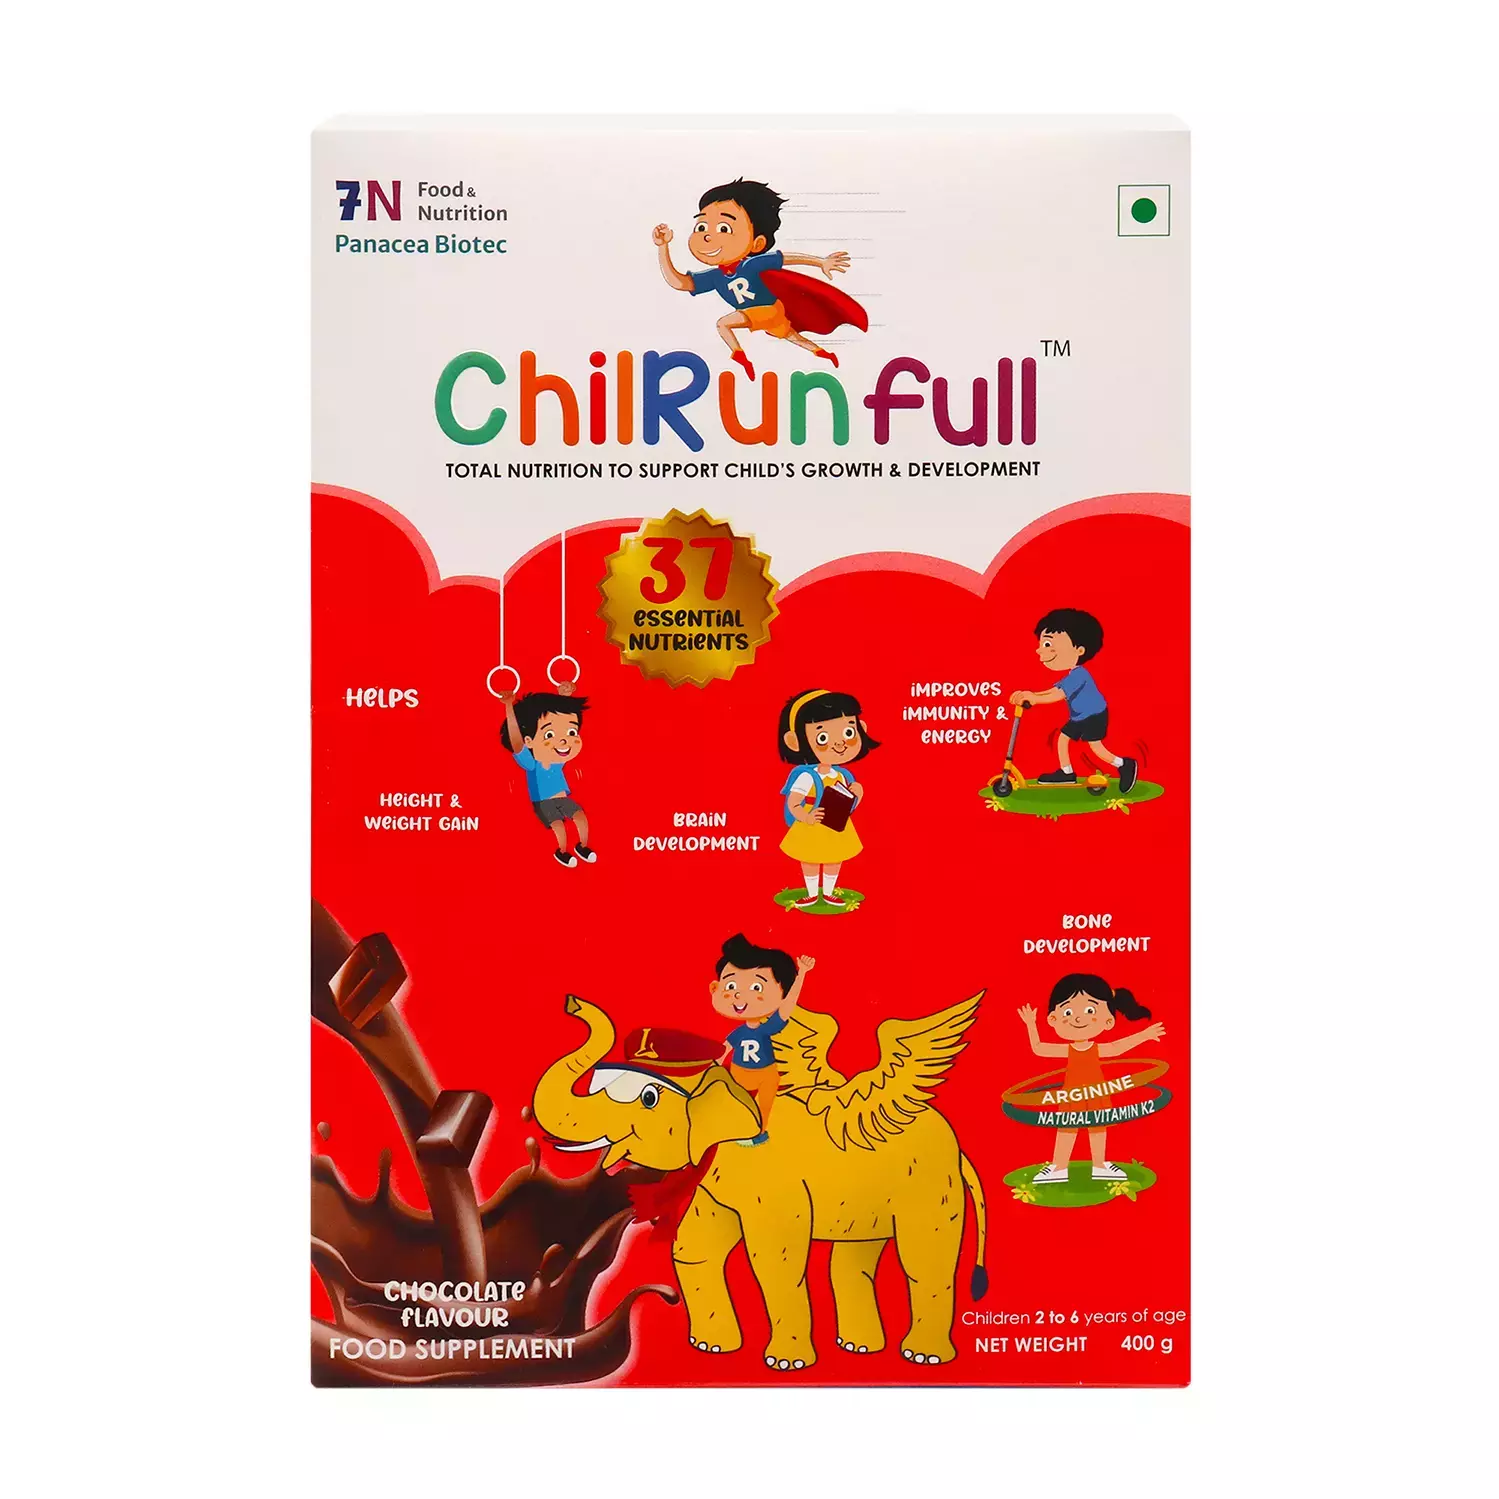 7N Food &
Nutrition
Panacea Biotec
R
ChilRun full™
TOTAL NUTRITION TO SUPPORT CHILD'S GROWTH & DEVELOPMENT
37
ESSENTIAL
NUTRIENTS
HELPS
HEIGHT &
WEIGHT GAIN
BRAIN
DEVELOPMENT
IMPROVES
IMMUNITY &
ENERGY
BONE
DEVELOPMENT
ARGININE
NATURAL VITAMIN K2
R
CHOCOLATE
FLAVOUR
FOOD SUPPLEMENT
Children 2 to 6 years of age
NET WEIGHT 400 g